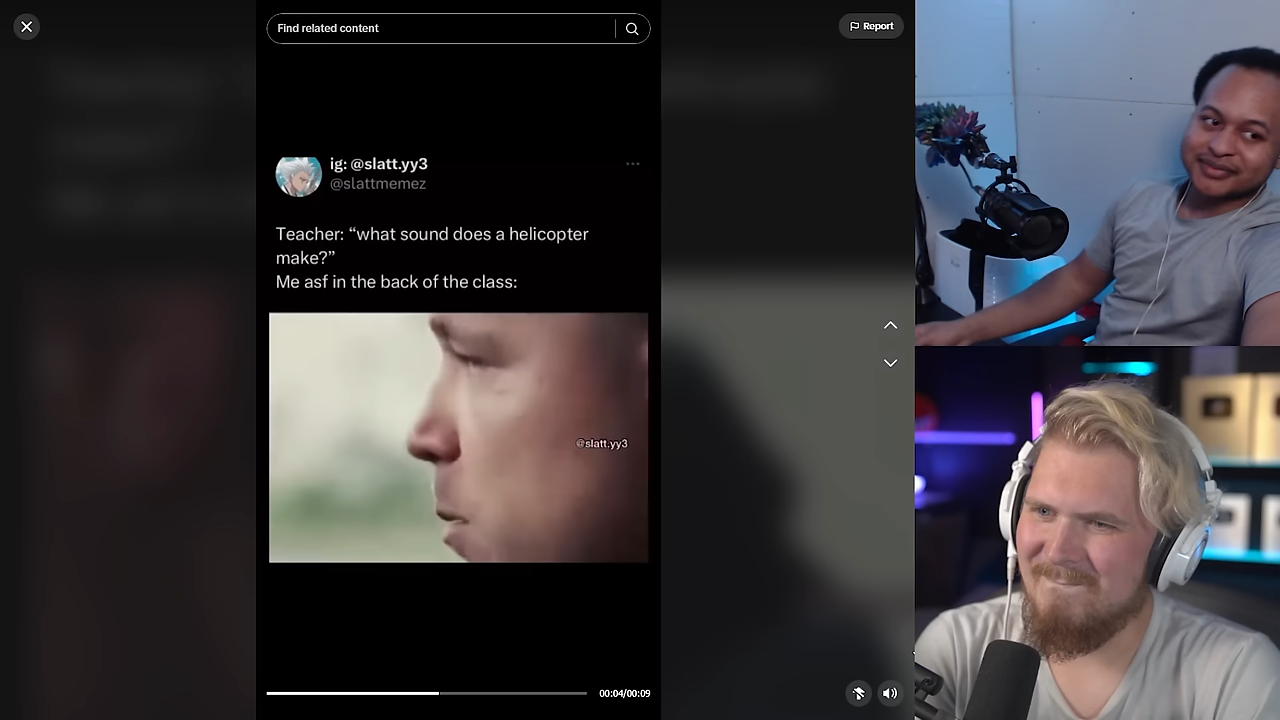 Find related content
Report
ig: @slatt.yy3
@slattmemez
Teacher: “what sound does a helicopter
make?”
Me asf in the back of the class:
@slatt.yy3
00:04/00:09